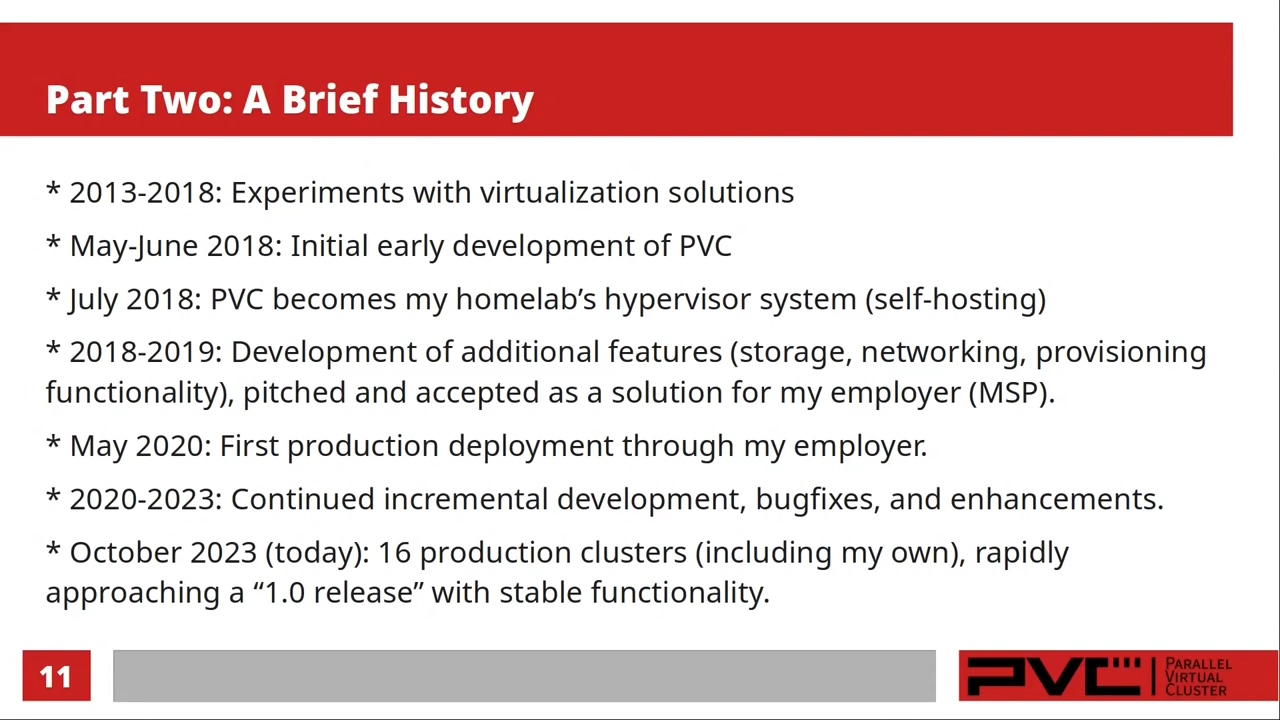 Part Two: A Brief History
* 2013-2018: Experiments with virtualization solutions
* May-June 2018: Initial early development of PVC
* July 2018: PVC becomes my homelab’s hypervisor system (self-hosting)
* 2018-2019: Development of additional features (storage, networking, provisioning
functionality), pitched and accepted as a solution for my employer (MSP).
* May 2020: First production deployment through my employer.
* 2020-2023: Continued incremental development, bugfixes, and enhancements.
* October 2023 (today): 16 production clusters (including my own), rapidly
approaching a “1.0 release” with stable functionality.
11
PVC
PARALLEL
VIRTUAL
CLUSTER